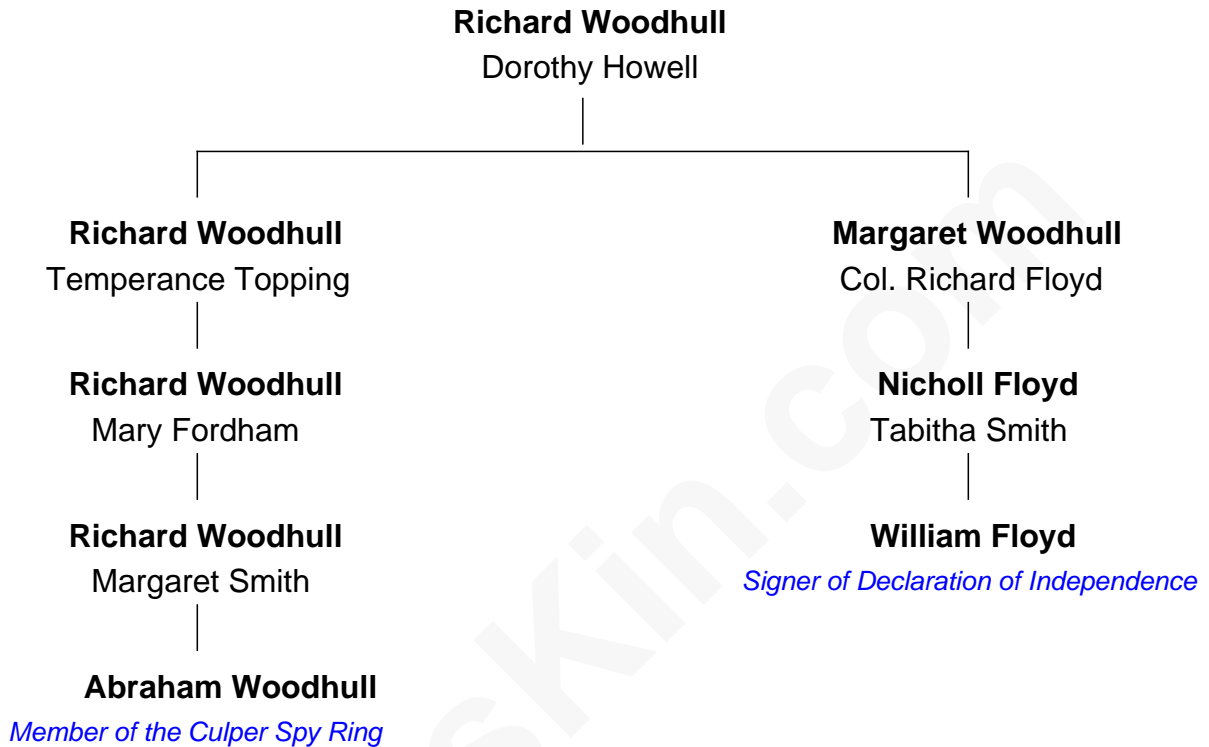 Richard Woodhull
Dorothy Howell
Richard Woodhull
Temperance Topping
Richard Woodhull
Mary Fordham
Richard Woodhull
Margaret Smith
Abraham Woodhull
Member of the Culper Spy Ring
Margaret Woodhull
Col. Richard Floyd
Nicholl Floyd
Tabitha Smith
William Floyd
Signer of Declaration of Independence